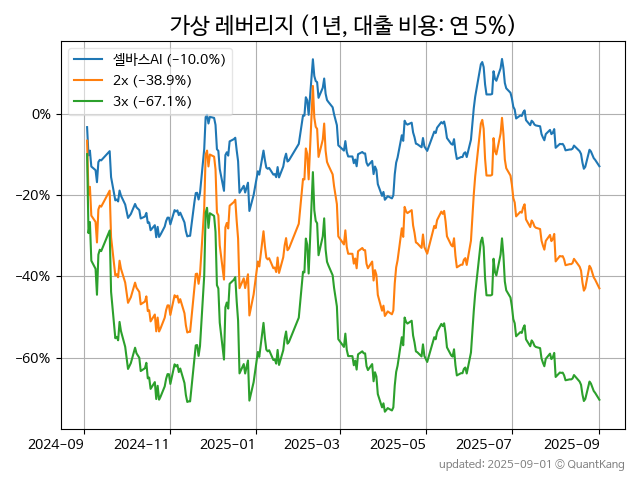 가상 레버리지 (1년, 대출 비용: 연 5%)
셀바스AI (−10.0%)
2x (−38.9%)
3x (−67.1%)
0%
−20%
−40%
−60%
2024-09 2024-11 2025-01 2025-03 2025-05 2025-07 2025-09
updated: 2025-09-01 © QuantKang